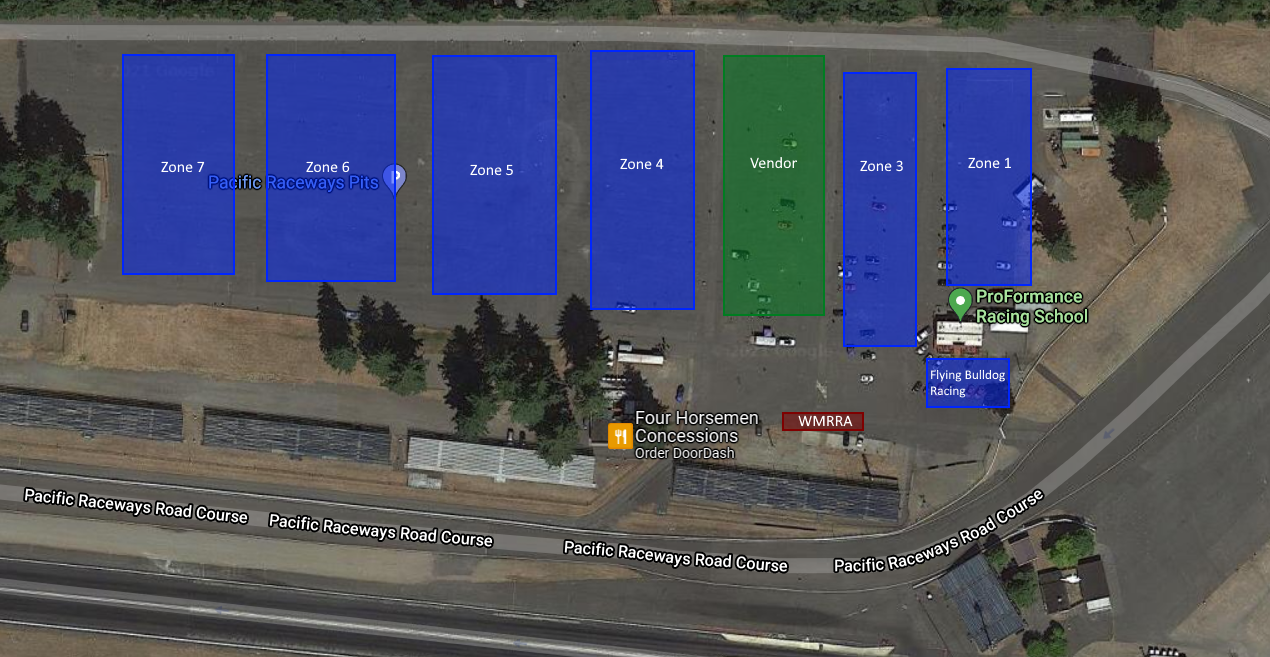 Zone 7
Zone 6
Zone 5
Zone 4
Vendor
Zone 3
Zone 1
Pacific Raceways Pits
P
ProFormance
Racing School
Flying Bulldog
Racing
WMRRA
Four Horsemen
Concessions
Order DoorDash
Pacific Raceways Road Course
Pacific Raceways Road Course
Pacific Raceways Road Course
Pacific Raceways Road Course